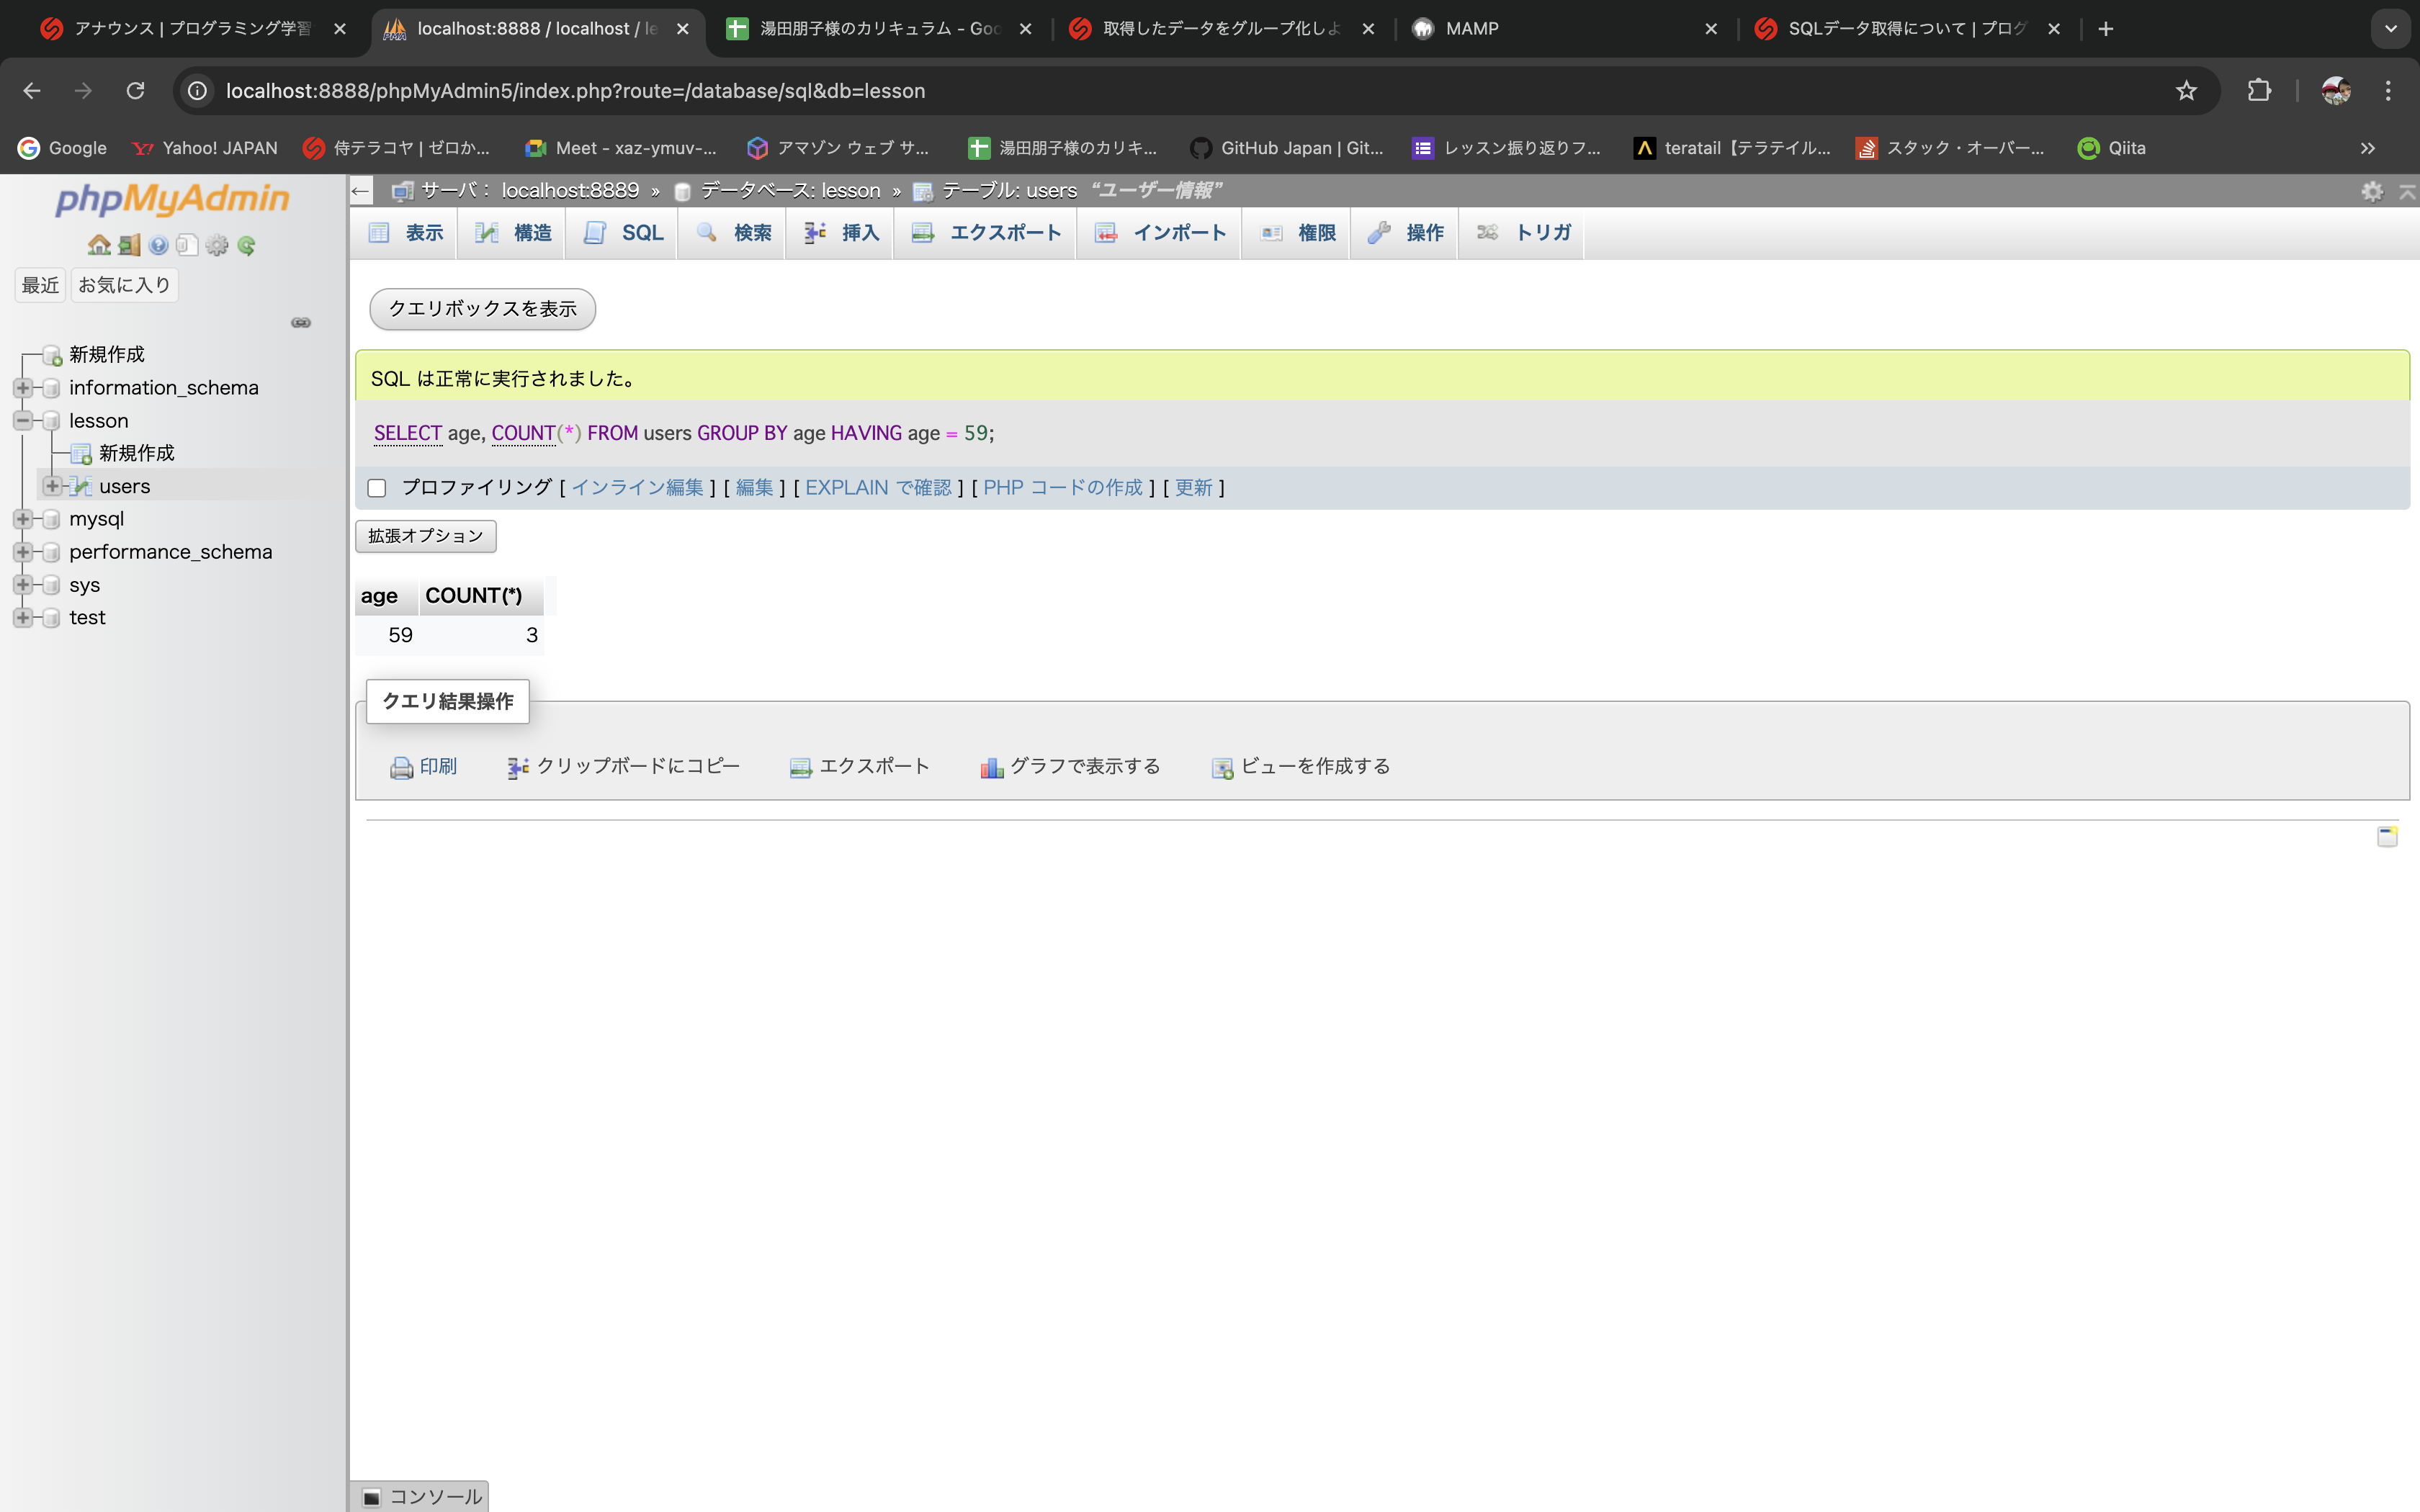 アナウンス | プログラミング学習
localhost:8888 / localhost / le
湯田朋子様のカリキュラム - Goo
取得したデータをグループ化しよ
MAMP
SQLデータ取得について | プログ
localhost:8888/phpMyAdmin5/index.php?route=/database/sql&db=lesson
Google
Yahoo! JAPAN
侍テラコヤ | ゼロか...
Meet - xaz-ymuv-...
アマゾン ウェブ サ...
湯田朋子様のカリキ...
GitHub Japan | Git...
レッスン振り返りフ...
teratail【テラテイル...
スタック・オーバー...
Qiita
phpMyAdmin
最近
お気に入り
新規作成
information_schema
lesson
新規作成
users
mysql
performance_schema
sys
test
サーバ： localhost:8889 » データベース: lesson » テーブル: users “ユーザー情報”
表示
構造
SQL
検索
挿入
エクスポート
インポート
権限
操作
トリガ
クエリボックスを表示
SQL は正常に実行されました。
SELECT age, COUNT(*) FROM users GROUP BY age HAVING age = 59;
プロファイリング [ インライン編集 ] [ 編集 ] [ EXPLAIN で確認 ] [ PHP コードの作成 ] [ 更新 ]
拡張オプション
age COUNT(*)
59 3
クエリ結果操作
印刷
クリップボードにコピー
エクスポート
グラフで表示する
ビューを作成する
コンソール